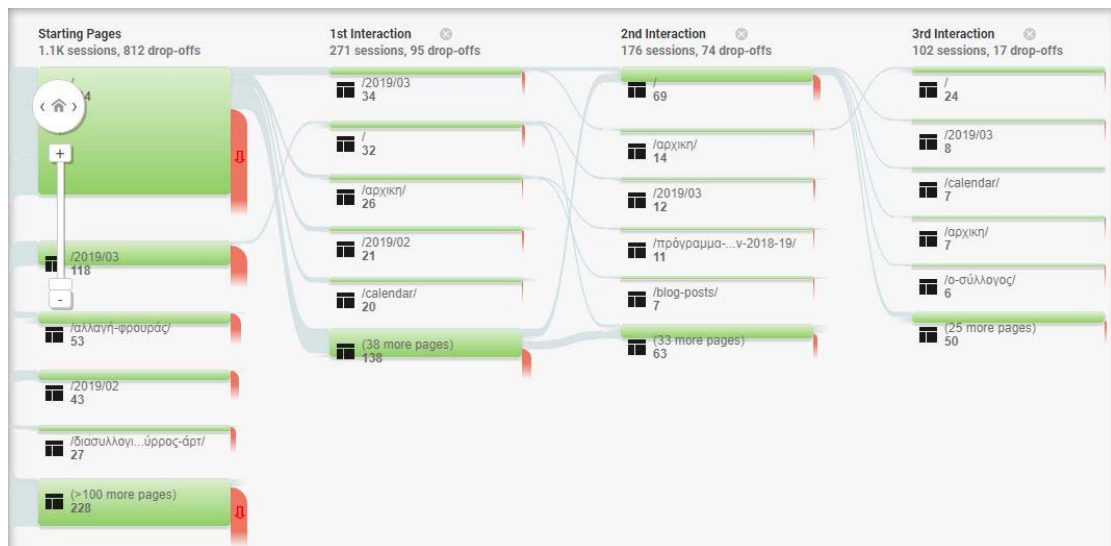 Starting Pages
1.1K sessions, 812 drop-offs
/
4
/2019/03
118
/αλλαγή-φρουράς/
53
/2019/02
43
/διασυλλογι...ύρρος-άρτ/
27
(>100 more pages)
228
+
-
1st Interaction
271 sessions, 95 drop-offs
/2019/03
34
/
32
/αρχικη/
26
/2019/02
21
/calendar/
20
(38 more pages)
138
2nd Interaction
176 sessions, 74 drop-offs
/
69
/αρχικη/
14
/2019/03
12
/πρόγραμμα-...ν-2018-19/
11
/blog-posts/
7
(33 more pages)
63
3rd Interaction
102 sessions, 17 drop-offs
/
24
/2019/03
8
/calendar/
7
/αρχικη/
7
/ο-σύλλογος/
6
(25 more pages)
50